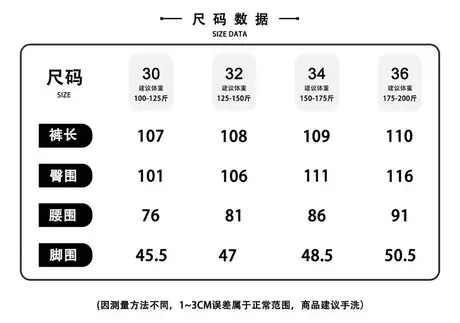 尺码数据
SIZE DATA
尺码 30 32 34 36
SIZE 建议体重 建议体重 建议体重 建议体重
100-125斤 125-150斤 150-175斤 175-200斤
裤长 107 108 109 110
臀围 101 106 111 116
腰围 76 81 86 91
脚围 45.5 47 48.5 50.5
(因测量方法不同，1~3CM误差属于正常范围，商品建议手洗)